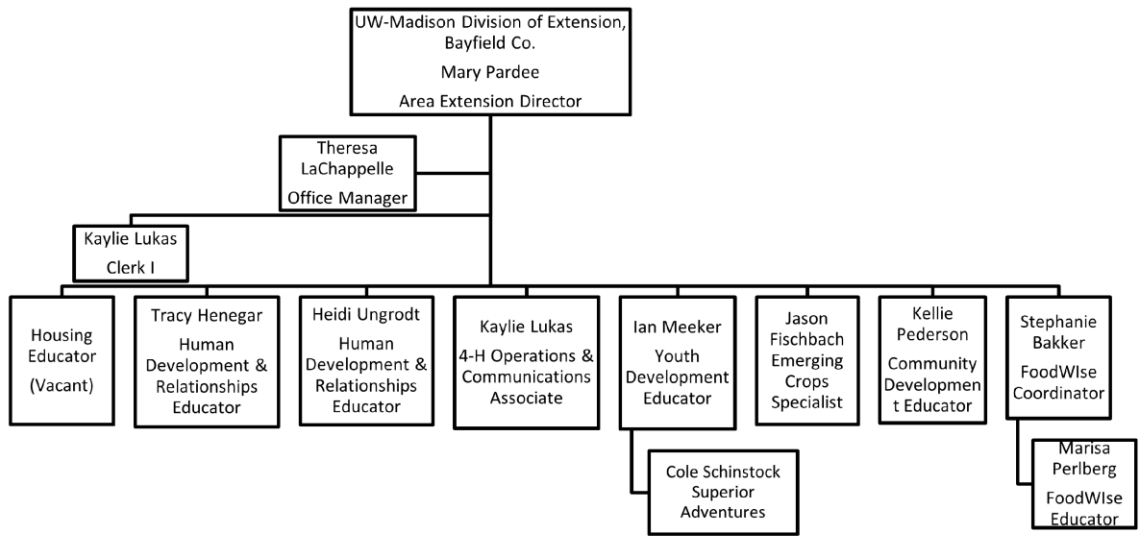 UW-Madison Division of Extension,
Bayfield Co.
Mary Pardee
Area Extension Director
Theresa
LaChappelle
Office Manager
Kaylie Lukas
Clerk I
Housing
Educator
(Vacant)
Tracy Henegar
Human
Development &
Relationships
Educator
Heidi Ungrodt
Human
Development &
Relationships
Educator
Kaylie Lukas
4-H Operations &
Communications
Associate
Ian Meeker
Youth
Development
Educator
Jason
Fischbach
Emerging
Crops
Specialist
Kellie
Pederson
Community
Developmen
t Educator
Stephanie
Bakker
FoodWIse
Coordinator
Cole Schinstock
Superior
Adventures
Marisa
Perlberg
FoodWIse
Educator